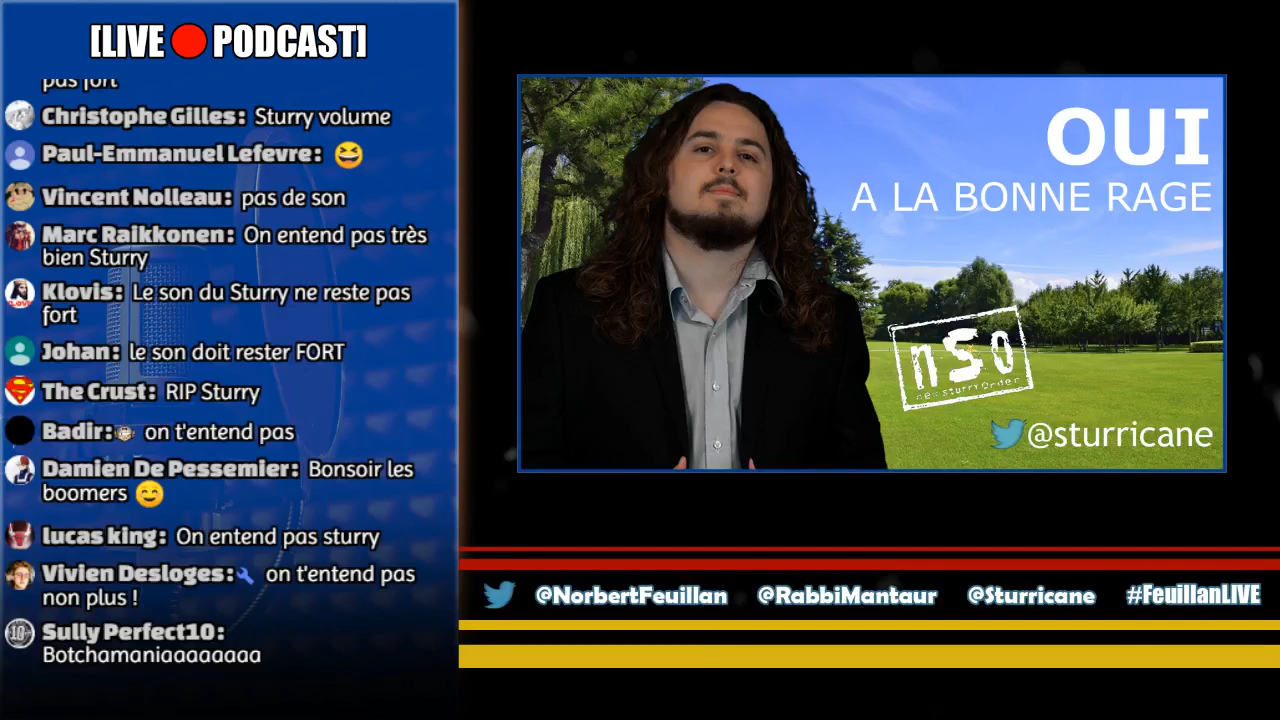 [LIVE PODCAST]
pas fort
Christophe Gilles: Sturry volume
Paul-Emmanuel Lefevre: 😆
Vincent Nolleau: pas de son
Marc Raikkonen: On entend pas très
bien Sturry
Klovis: Le son du Sturry ne reste pas
fort
Johan: le son doit rester FORT
The Crust: RIP Sturry
Badir: on t'entend pas
Damien De Pessemier: Bonsoir les
boomers 😊
lucas king: On entend pas sturry
Vivien Desloges: on t'entend pas
non plus !
Sully Perfect10:
Botchamaniaaaaaaaa
OUI
A LA BONNE RAGE
nSo
new sturry Order
@sturricane
@NorbertFeuillan @RabbiMantaur @Sturricane #FeuillanLIVE